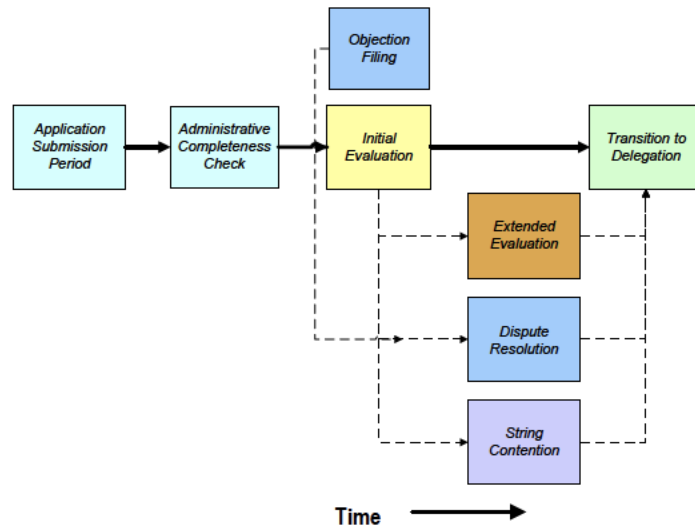 Objection
Filing
Application
Submission
Period
Administrative
Completeness
Check
Initial
Evaluation
Transition to
Delegation
Extended
Evaluation
Dispute
Resolution
String
Contention
Time